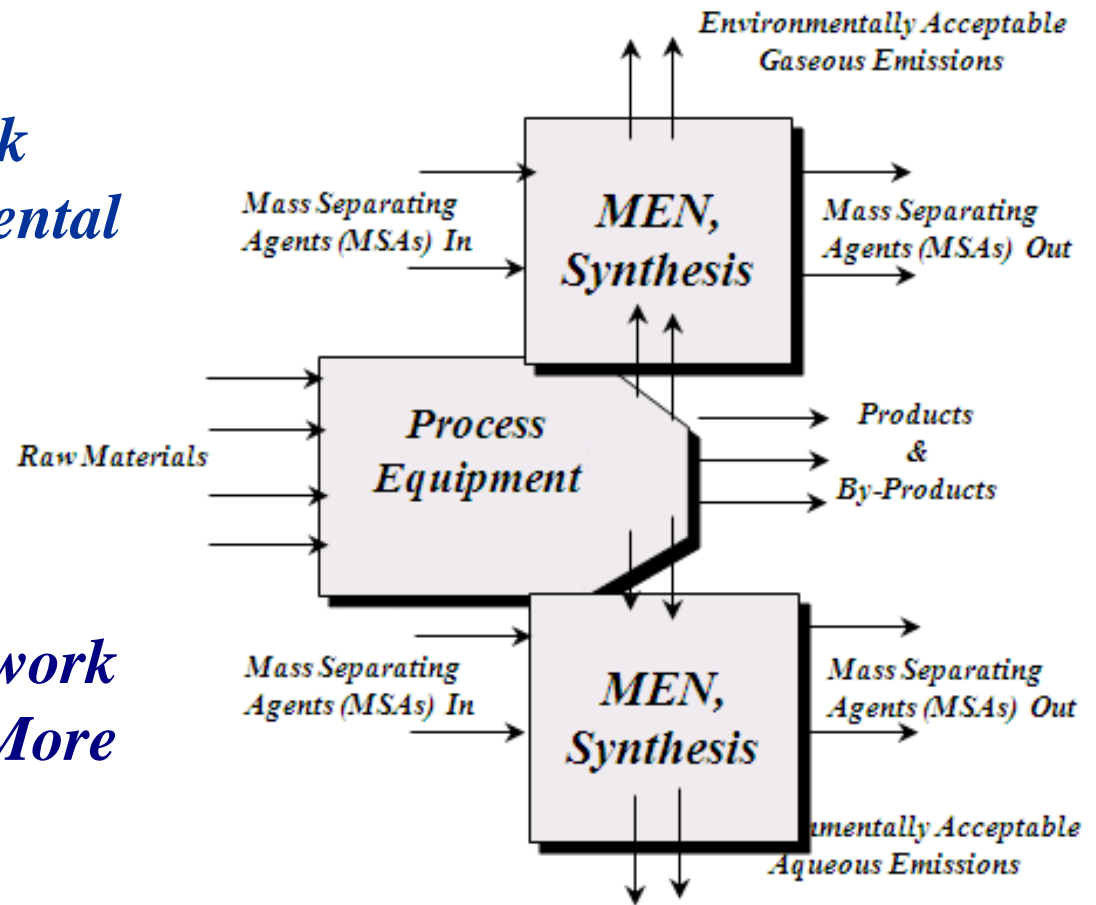 Environmentally Acceptable
Gaseous Emissions
k
ental
Mass Separating
Agents (MSAs) In
MEN,
Synthesis
Mass Separating
Agents (MSAs) Out
Process
Equipment
Raw Materials
Products
&
By-Products
work
More
Mass Separating
Agents (MSAs) In
MEN,
Synthesis
Mass Separating
Agents (MSAs) Out
nmentally Acceptable
Aqueous Emissions